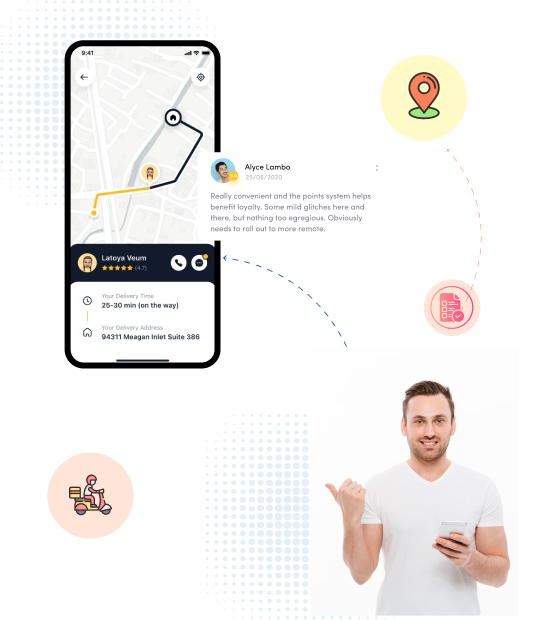 9:41
Alyce Lambo
25/06/2020
Really convenient and the points system helps
benefit loyalty. Some mild glitches here and
there, but nothing too egregious. Obviously
needs to roll out to more remote.
Latoya Veum
(4.7)
Your Delivery Time
25-30 min (on the way)
Your Delivery Address
94311 Meagan Inlet Suite 386